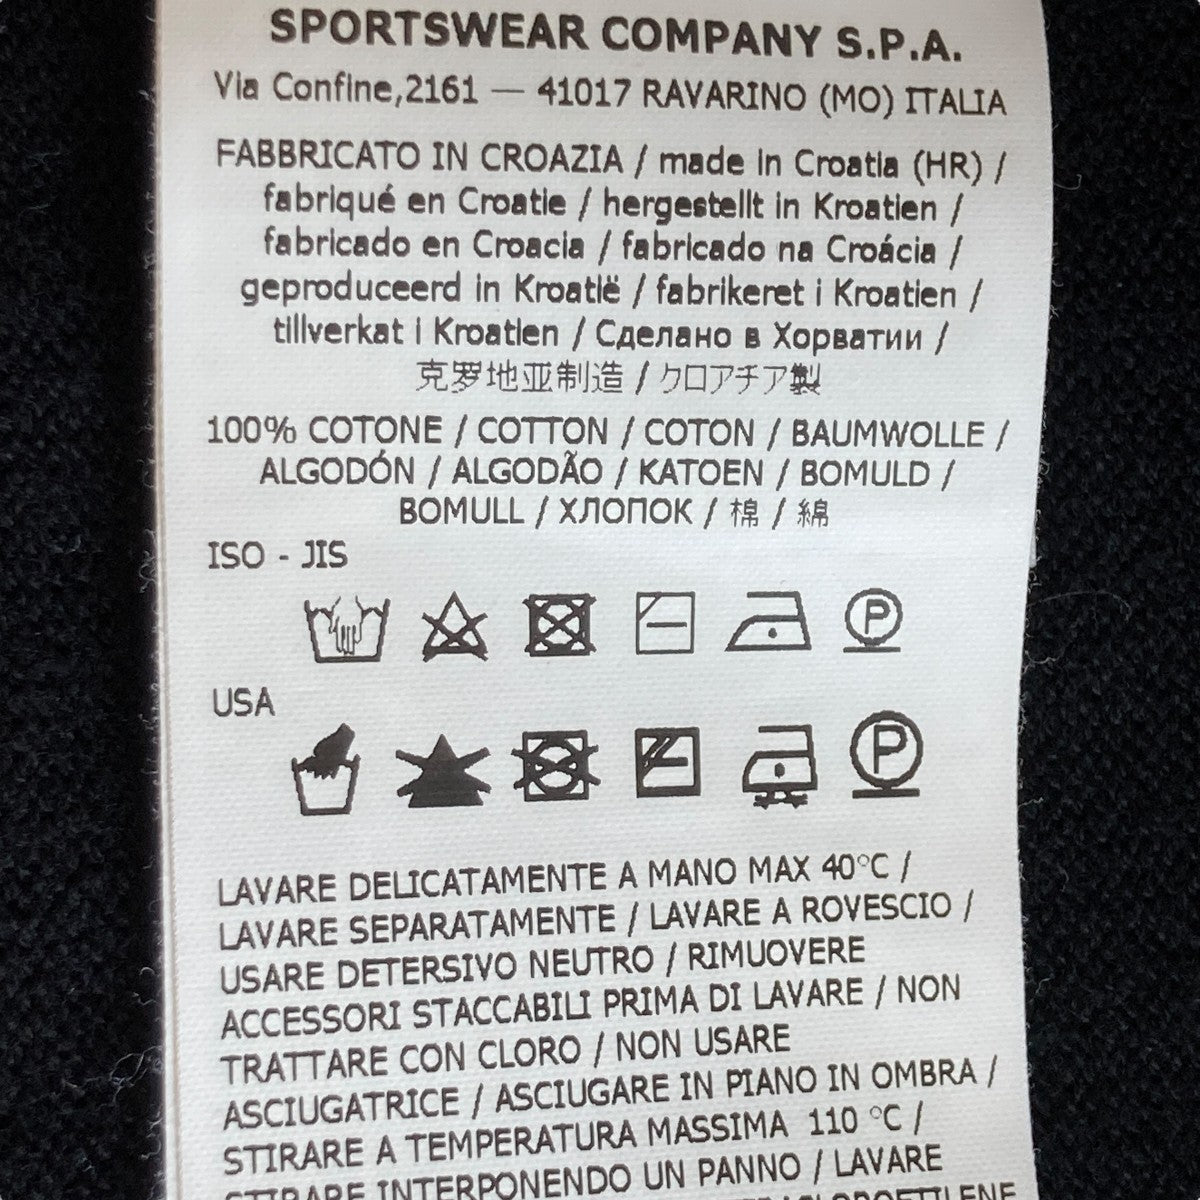 SPORTSWEAR COMPANY S.P.A.
Via Confine,2161 — 41017 RAVARINO (MO) ITALIA
FABBRICATO IN CROAZIA / made in Croatia (HR) /
fabriqué en Croatie / hergestellt in Kroatien /
fabricado en Croacia / fabricado na Croácia /
geproduceerd in Kroatië / fabrikeret i Kroatien /
tillverkat i Kroatien / Сделано в Хорватии /
克罗地亚制造 / クロアチア製
100% COTONE / COTTON / COTON / BAUMWOLLE /
ALGODÓN / ALGODÃO / KATOEN / BOMULD /
BOMULL / ХЛОПОК / 棉 / 綿
ISO - JIS
P
USA
P
LAVARE DELICATAMENTE A MANO MAX 40°C /
LAVARE SEPARATAMENTE / LAVARE A ROVESCIO /
USARE DETERSIVO NEUTRO / RIMUOVERE
ACCESSORI STACCABILI PRIMA DI LAVARE / NON
TRATTARE CON CLORO / NON USARE
ASCIUGATRICE / ASCIUGARE IN PIANO IN OMBRA /
STIRARE A TEMPERATURA MASSIMA 110 °C /
STIRARE INTERPONENDO UN PANNO / LAVARE